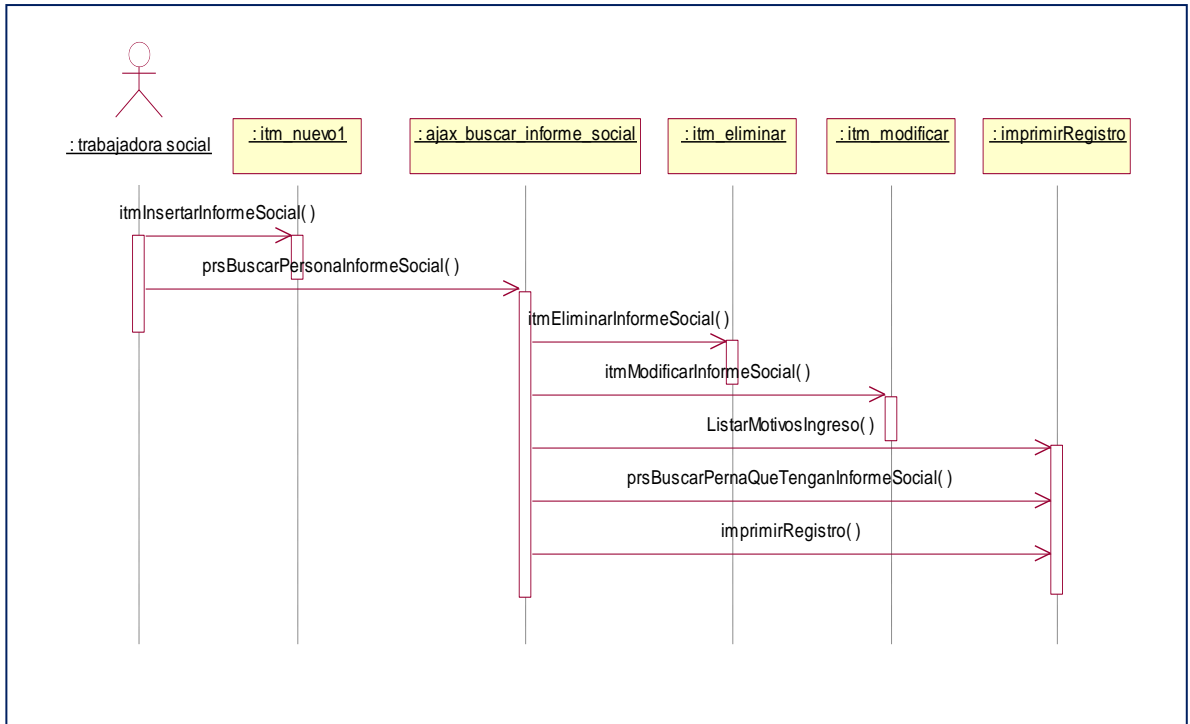 : trabajadora social
: itm_nuevo1
: ajax_buscar_informe_social
: itm_eliminar
: itm_modificar
: imprimirRegistro
itmInsertarInformeSocial( )
prsBuscarPersonaInformeSocial( )
itmEliminarInformeSocial( )
itmModificarInformeSocial( )
ListarMotivosIngreso( )
prsBuscarPernaQueTenganInformeSocial( )
imprimirRegistro( )